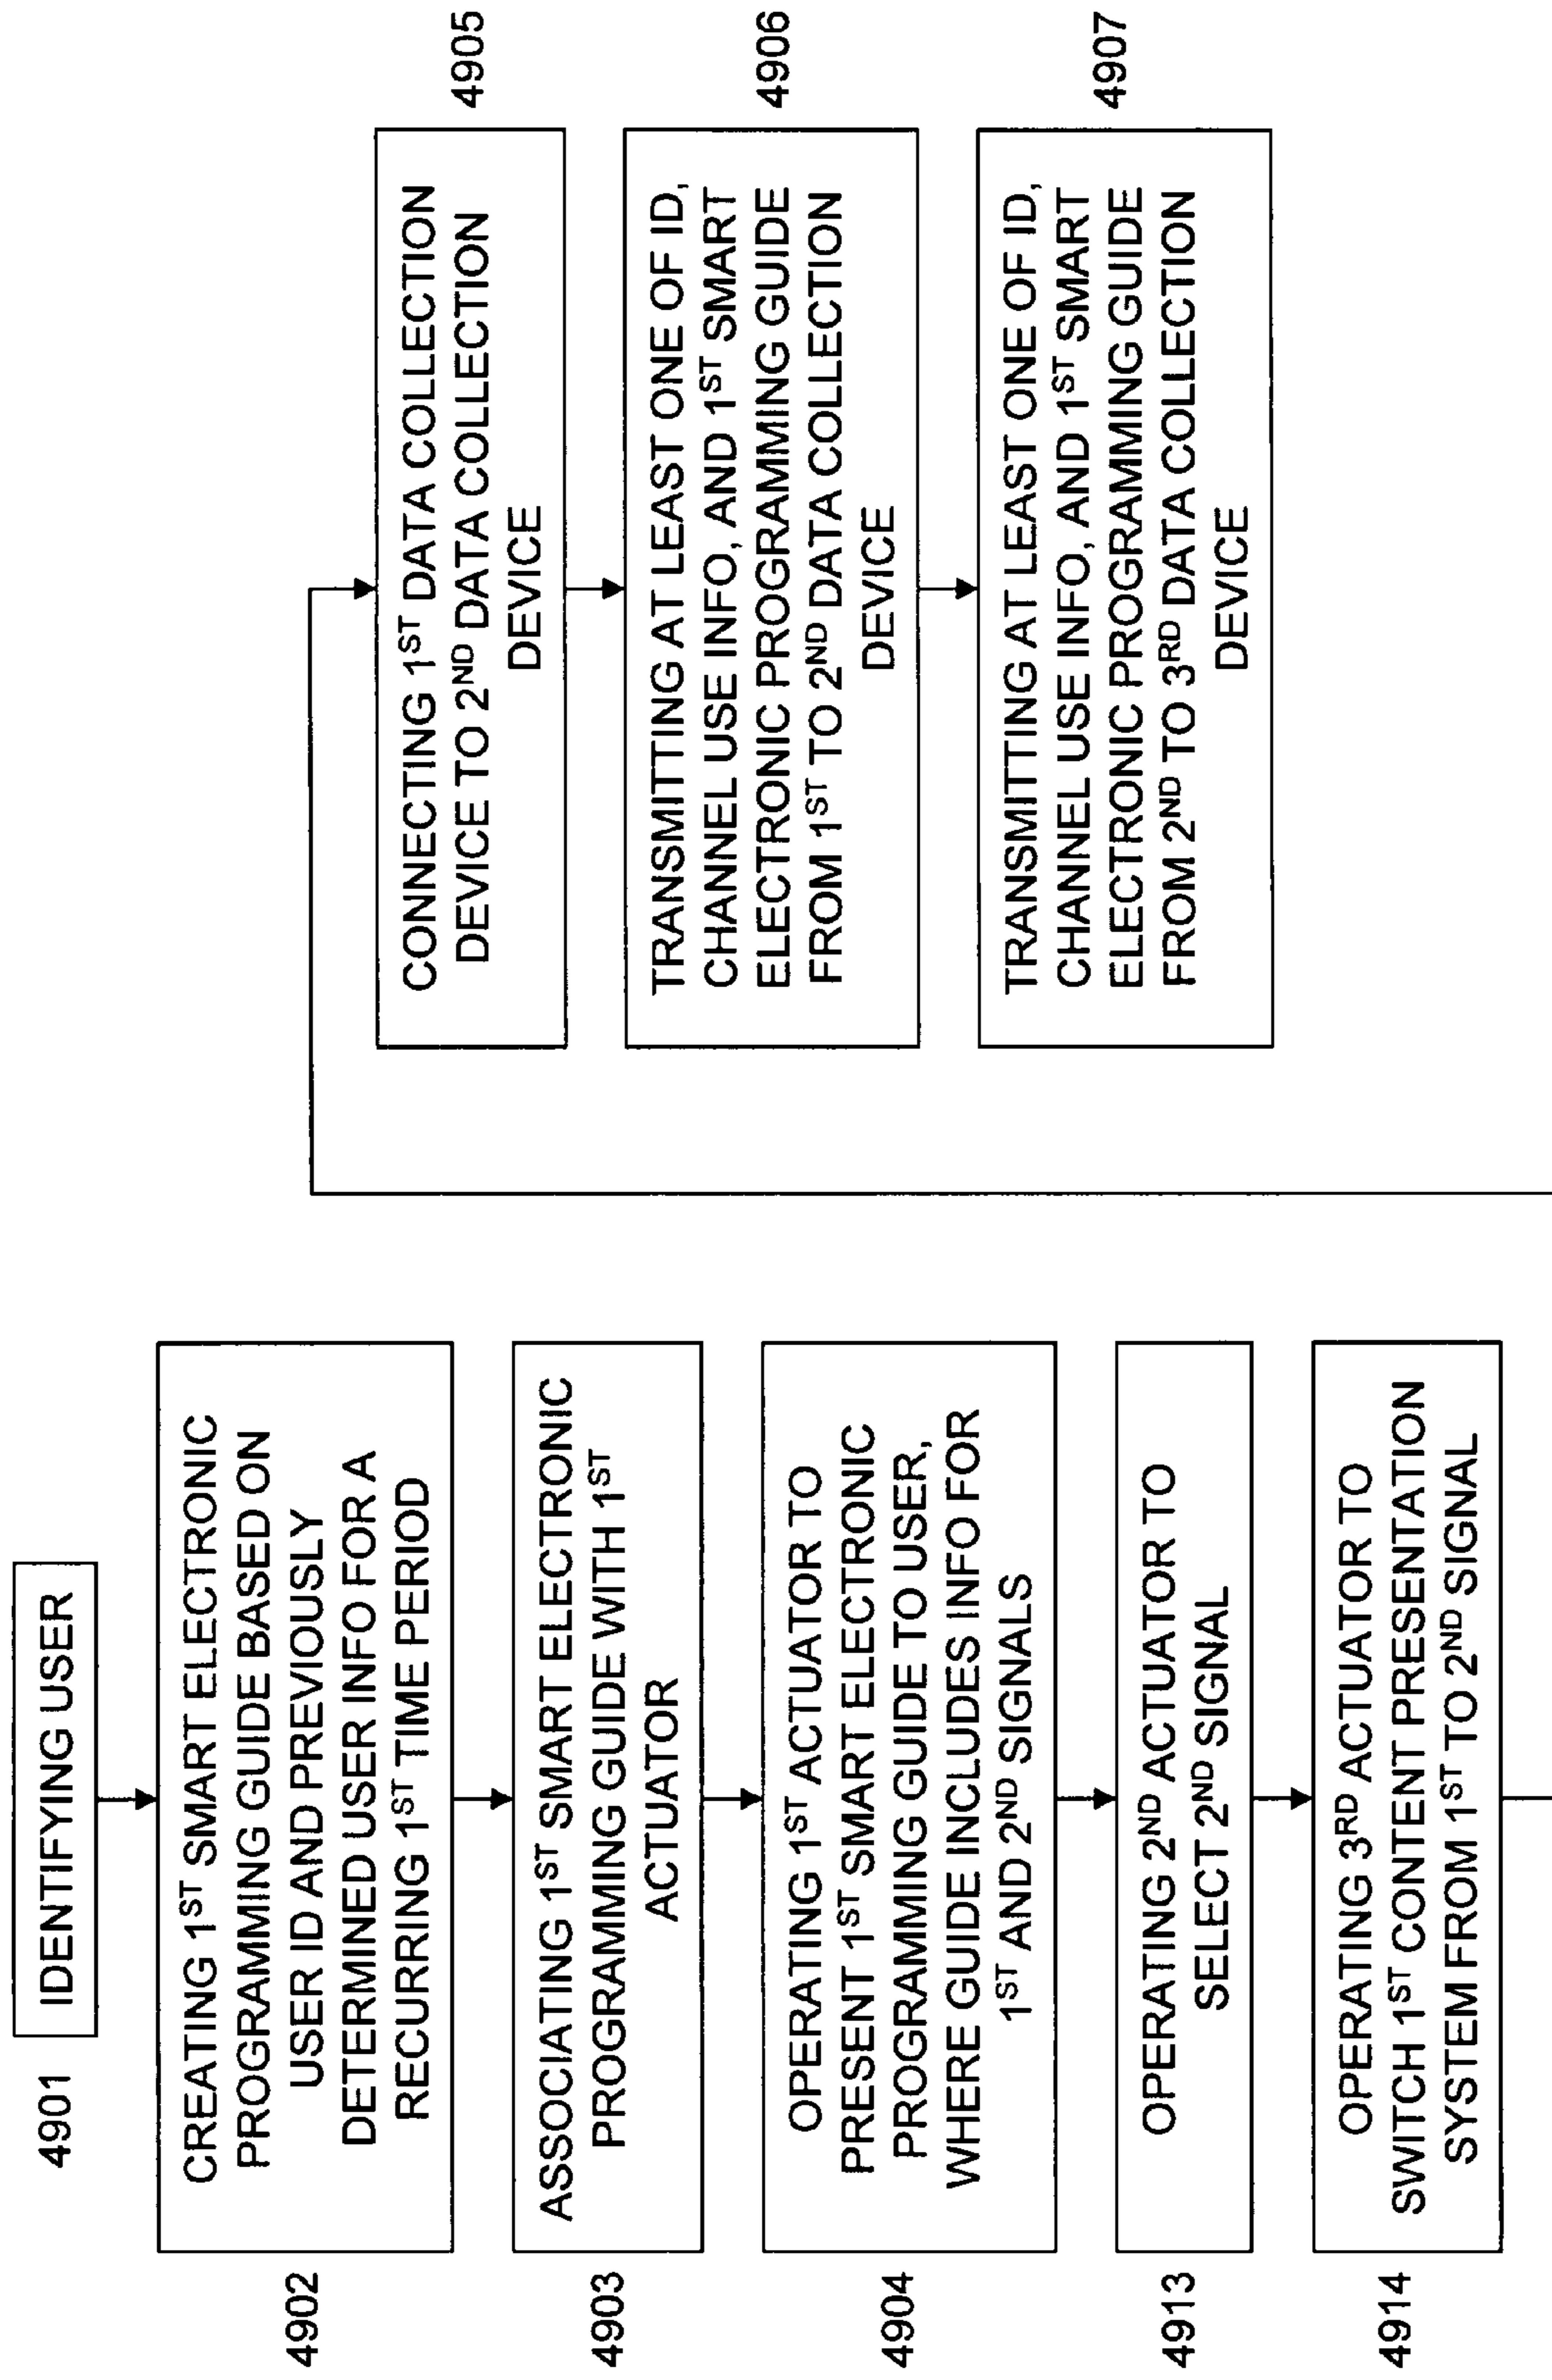 4901
IDENTIFYING USER
4902
CREATING 1ST SMART ELECTRONIC
PROGRAMMING GUIDE BASED ON
USER ID AND PREVIOUSLY
DETERMINED USER INFO FOR A
RECURRING 1ST TIME PERIOD
4903
ASSOCIATING 1ST SMART ELECTRONIC
PROGRAMMING GUIDE WITH 1ST
ACTUATOR
4904
OPERATING 1ST ACTUATOR TO
PRESENT 1ST SMART ELECTRONIC
PROGRAMMING GUIDE TO USER,
WHERE GUIDE INCLUDES INFO FOR
1ST AND 2ND SIGNALS
4913
OPERATING 2ND ACTUATOR TO
SELECT 2ND SIGNAL
4914
OPERATING 3RD ACTUATOR TO
SWITCH 1ST CONTENT PRESENTATION
SYSTEM FROM 1ST TO 2ND SIGNAL
CONNECTING 1ST DATA COLLECTION
DEVICE TO 2ND DATA COLLECTION
DEVICE
4905
TRANSMITTING AT LEAST ONE OF ID,
CHANNEL USE INFO, AND 1ST SMART
ELECTRONIC PROGRAMMING GUIDE
FROM 1ST TO 2ND DATA COLLECTION
DEVICE
4906
TRANSMITTING AT LEAST ONE OF ID,
CHANNEL USE INFO, AND 1ST SMART
ELECTRONIC PROGRAMMING GUIDE
FROM 2ND TO 3RD DATA COLLECTION
DEVICE
4907